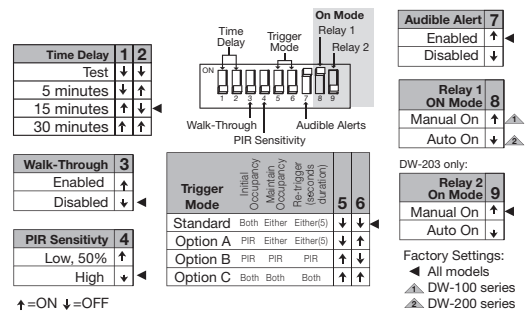 Time Delay 1 2
Test ↓ ↓
5 minutes ↓ ↑
15 minutes ↑ ↓ ◄
30 minutes ↑ ↑
Walk-Through 3
Enabled ↑
Disabled ↓ ◄
PIR Sensitivty 4
Low, 50% ↑
High ↓ ◄
↑=ON ↓=OFF
Time Delay
Trigger Mode
On Mode
Relay 1
Relay 2
ON
1 2 3 4 5 6 7 8 9
Walk-Through
PIR Sensitivity
Audible Alerts
Trigger Mode
Initial Occupancy
Maintain Occupancy
Re-trigger (seconds duration)
5 6
Standard Both Either Either(5) ↓ ↓ ◄
Option A PIR Either Either(5) ↓ ↑
Option B PIR PIR PIR ↑ ↓
Option C Both Both Both ↑ ↑
Audible Alert 7
Enabled ↑ ◄
Disabled ↓
Relay 1
ON Mode 8
Manual On ↑ 1
Auto On ↓ 2
DW-203 only:
Relay 2
On Mode 9
Manual On ↑ ◄
Auto On ↓
Factory Settings:
◄ All models
1 DW-100 series
2 DW-200 series